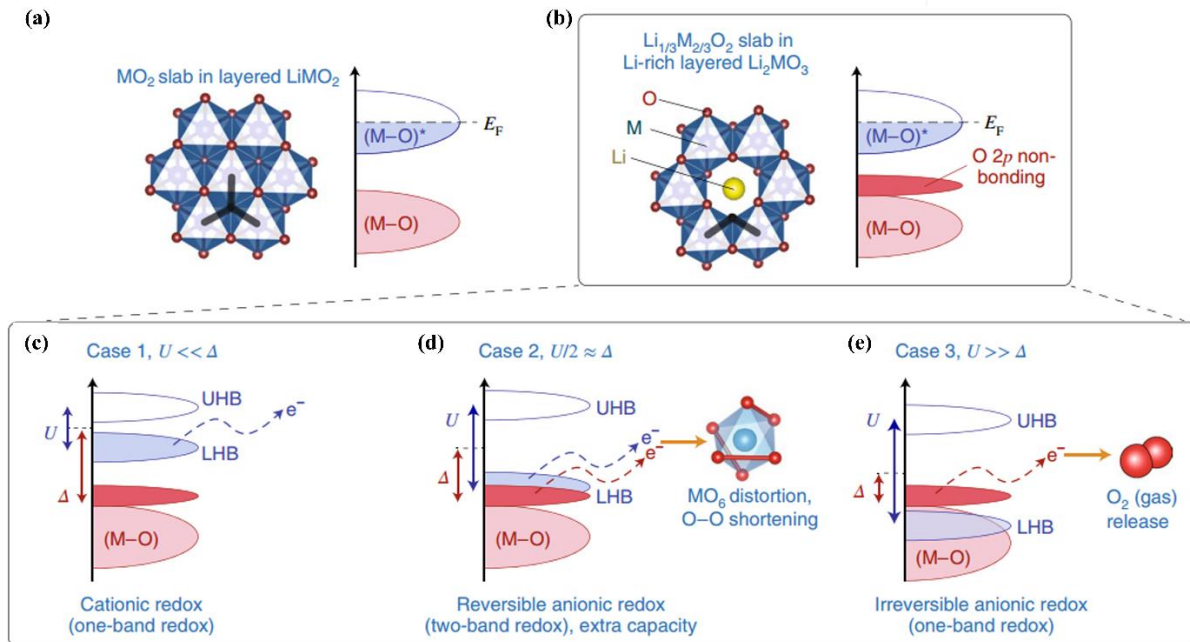 (a)
MO₂ slab in layered LiMO₂
(M–O)*
E_F
(M–O)
(b)
Li₁/₃M₂/₃O₂ slab in
Li-rich layered Li₂MO₃
O
M
Li
(M–O)*
E_F
O 2p non-
bonding
(M–O)
(c)
Case 1, U << Δ
UHB
U
e⁻
LHB
Δ
(M–O)
Cationic redox
(one-band redox)
(d)
Case 2, U/2 ≈ Δ
UHB
U
e⁻
e⁻
Δ
LHB
(M–O)
MO₆ distortion,
O–O shortening
Reversible anionic redox
(two-band redox), extra capacity
(e)
Case 3, U >> Δ
UHB
U
e⁻
Δ
LHB
(M–O)
O₂ (gas)
release
Irreversible anionic redox
(one-band redox)